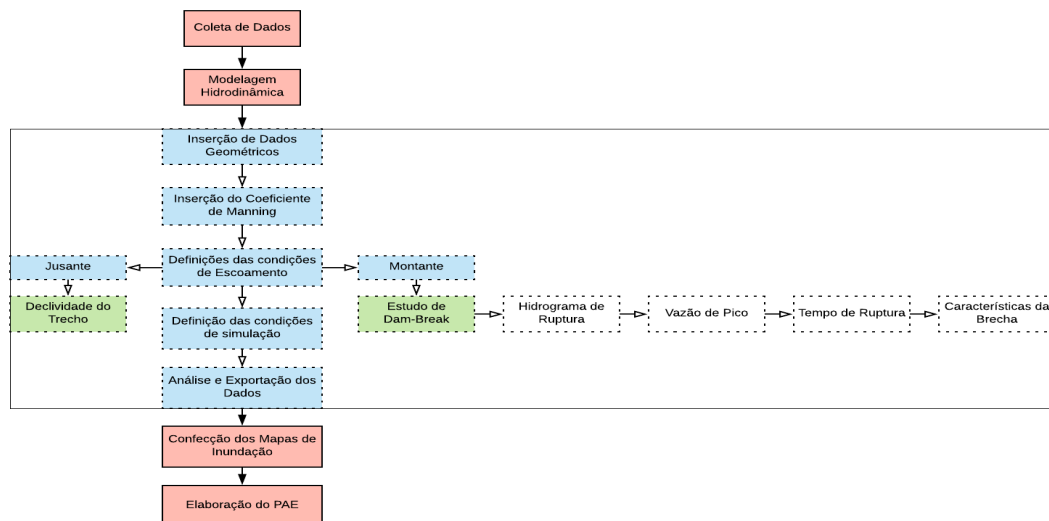 Coleta de Dados
Modelagem
Hidrodinâmica
Inserção de Dados
Geométricos
Inserção do Coeficiente
de Manning
Definições das condições
de Escoamento
Jusante
Montante
Declividade do
Trecho
Estudo de
Dam-Break
Hidrograma de
Ruptura
Vazão de Pico
Tempo de Ruptura
Características da
Brecha
Definição das condições
de simulação
Análise e Exportação dos
Dados
Confecção dos Mapas de
Inundação
Elaboração do PAE